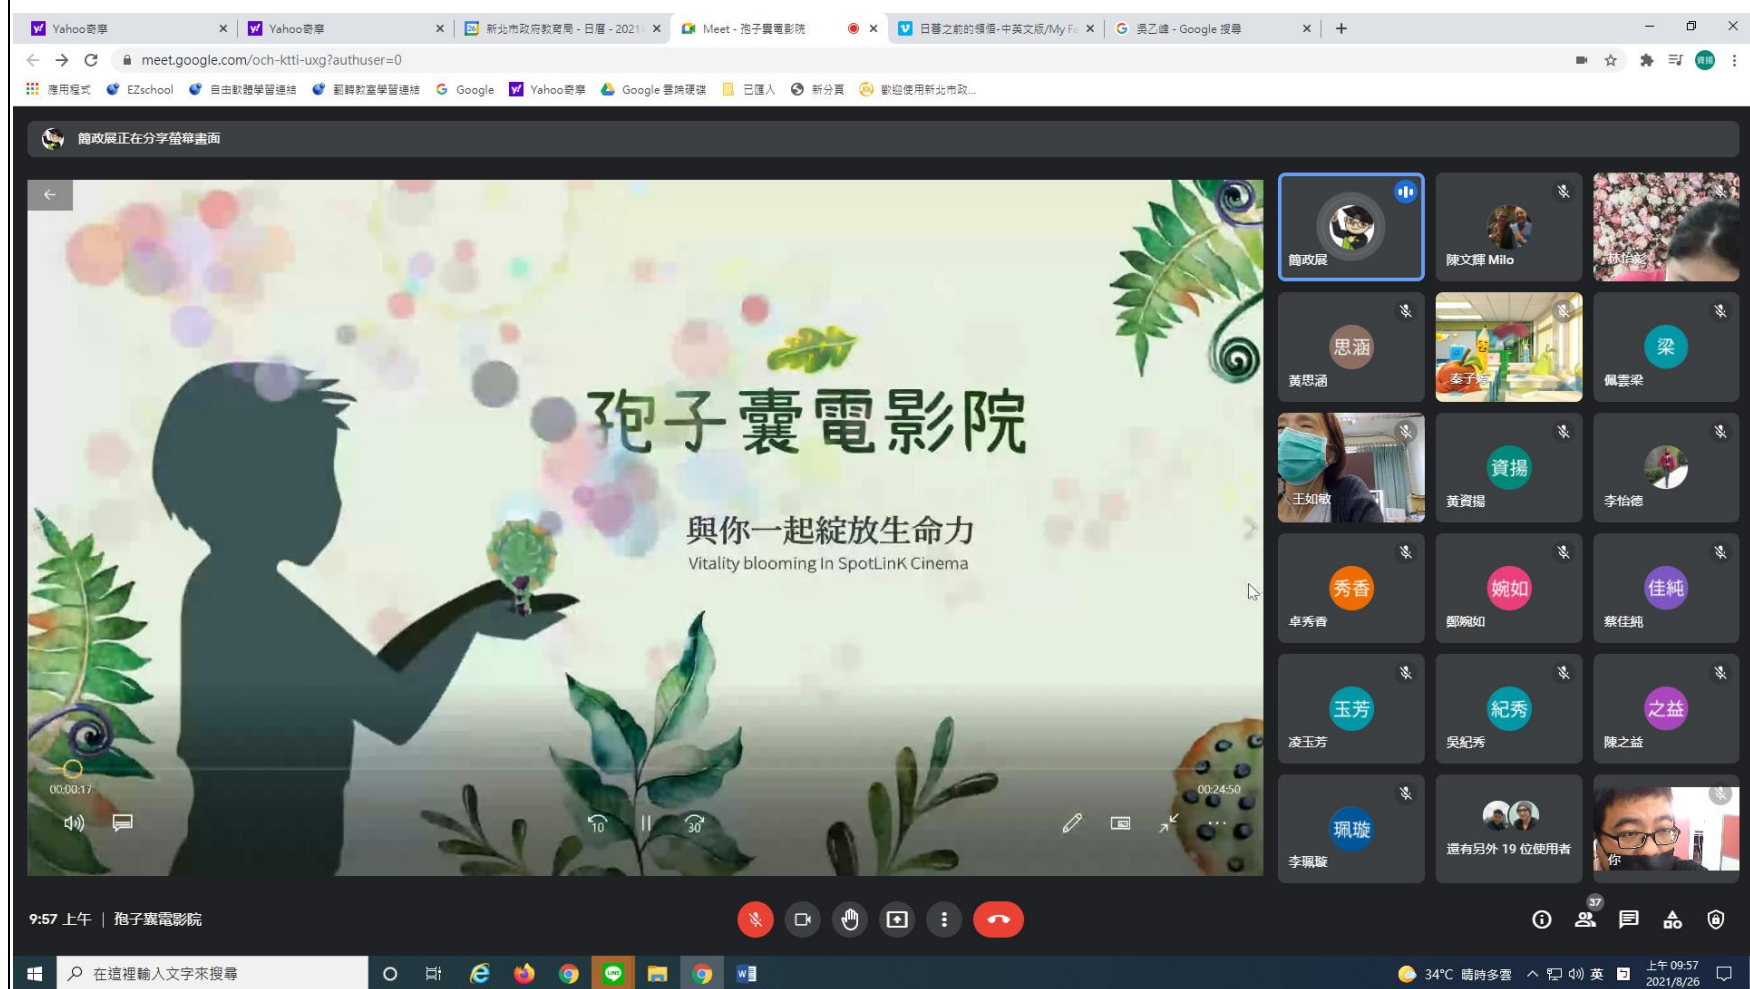 Yahoo奇摩
Yahoo奇摩
新北市政府教育局 - 日曆 - 2021
Meet - 孢子囊電影院
日暮之前的領悟-中英文版/My Fa
吳乙峰 - Google 搜尋
meet.google.com/och-ktti-uxg?authuser=0
資揚
應用程式
EZschool
自由軟體學習連結
翻轉教室學習連結
Google
Yahoo奇摩
Google 雲端硬碟
已匯入
新分頁
歡迎使用新北市政...
簡政展正在分享螢幕畫面
孢子囊電影院
與你一起綻放生命力
Vitality blooming In SpotLinK Cinema
00:00:17
00:24:50
10
30
簡政展
陳文輝 Milo
林怡
思涵
黃思涵
秦子
梁
佩雲梁
王如敏
資揚
黃資揚
李怡德
秀香
卓秀香
婉如
鄭婉如
佳純
蔡佳純
玉芳
凌玉芳
紀秀
吳紀秀
之益
陳之益
珮璇
李珮璇
還有另外 19 位使用者
你
9:57 上午 | 孢子囊電影院
37
在這裡輸入文字來搜尋
34°C 晴時多雲
英
上午 09:57
2021/8/26